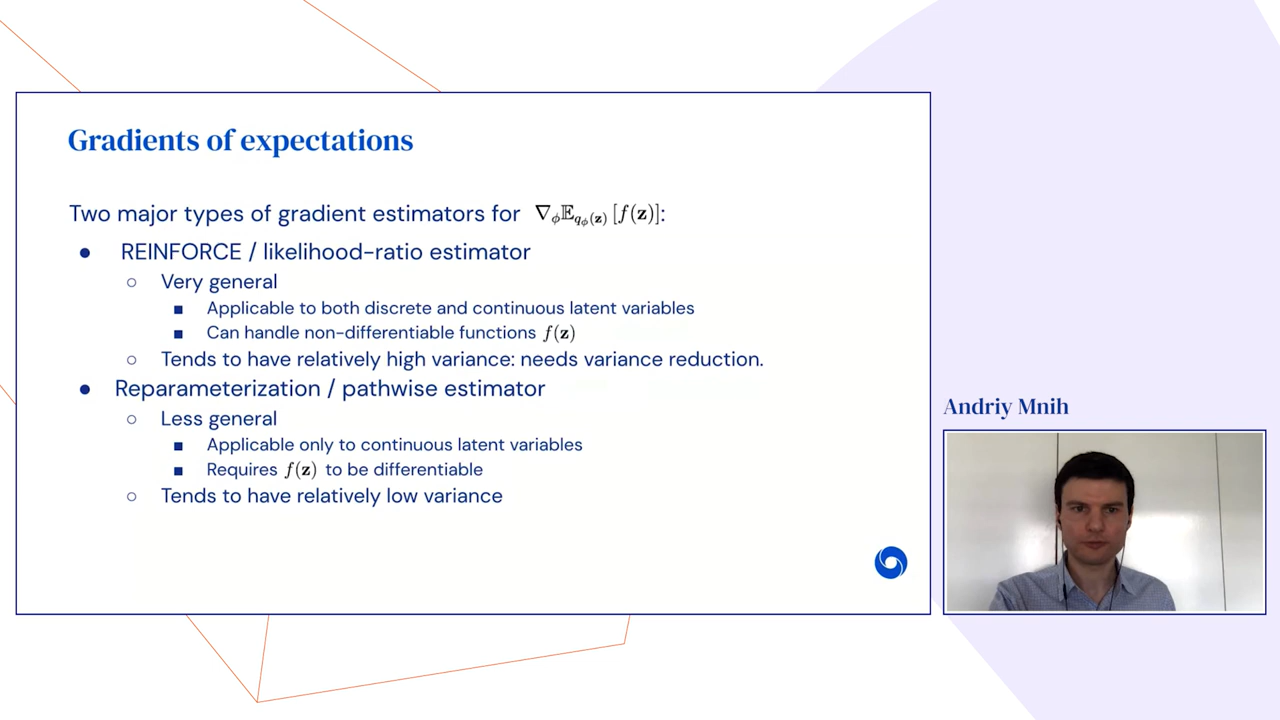 Gradients of expectations
Two major types of gradient estimators for ∇ϕ𝔼qϕ(𝐳) [f(𝐳)]:
● REINFORCE / likelihood-ratio estimator
○ Very general
■ Applicable to both discrete and continuous latent variables
■ Can handle non-differentiable functions f(𝐳)
○ Tends to have relatively high variance: needs variance reduction.
● Reparameterization / pathwise estimator
○ Less general
■ Applicable only to continuous latent variables
■ Requires f(𝐳) to be differentiable
○ Tends to have relatively low variance
Andriy Mnih